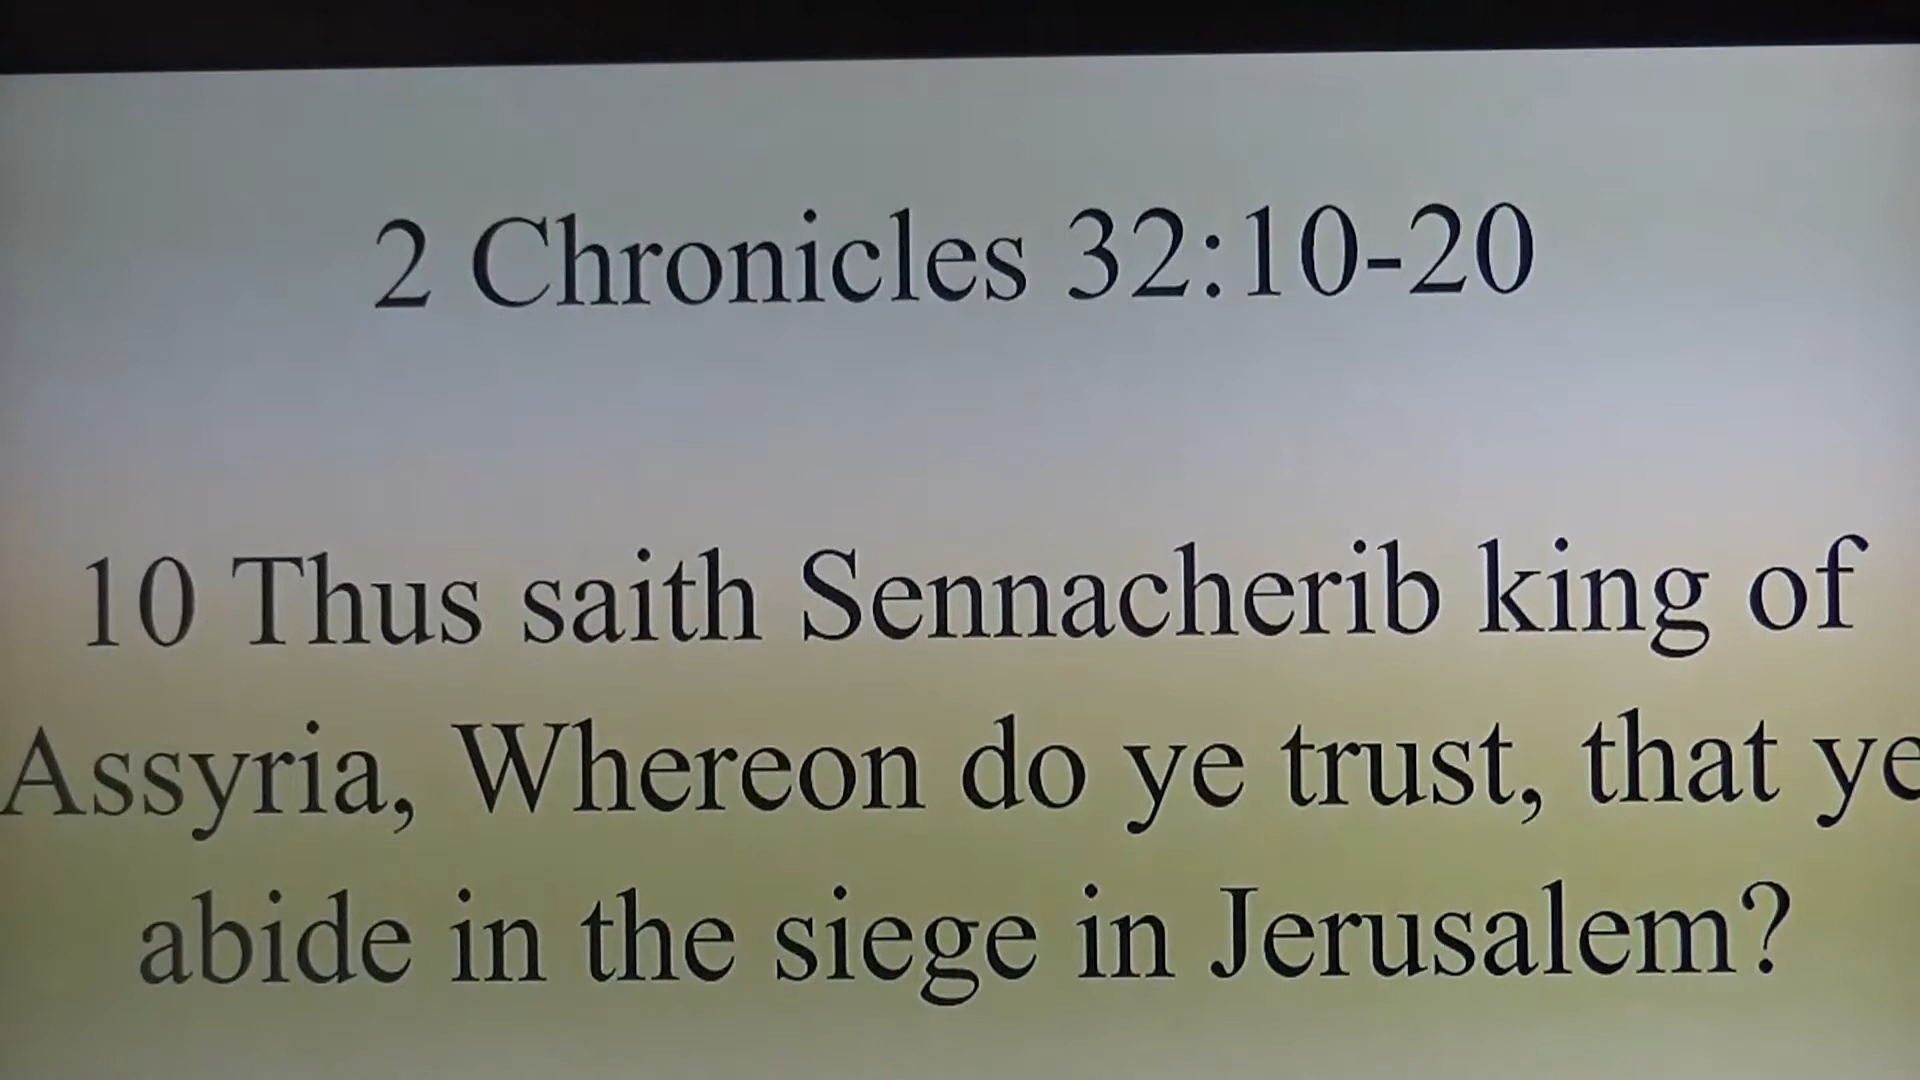 2 Chronicles 32:10-20
10 Thus saith Sennacherib king of
Assyria, Whereon do ye trust, that ye
abide in the siege in Jerusalem?